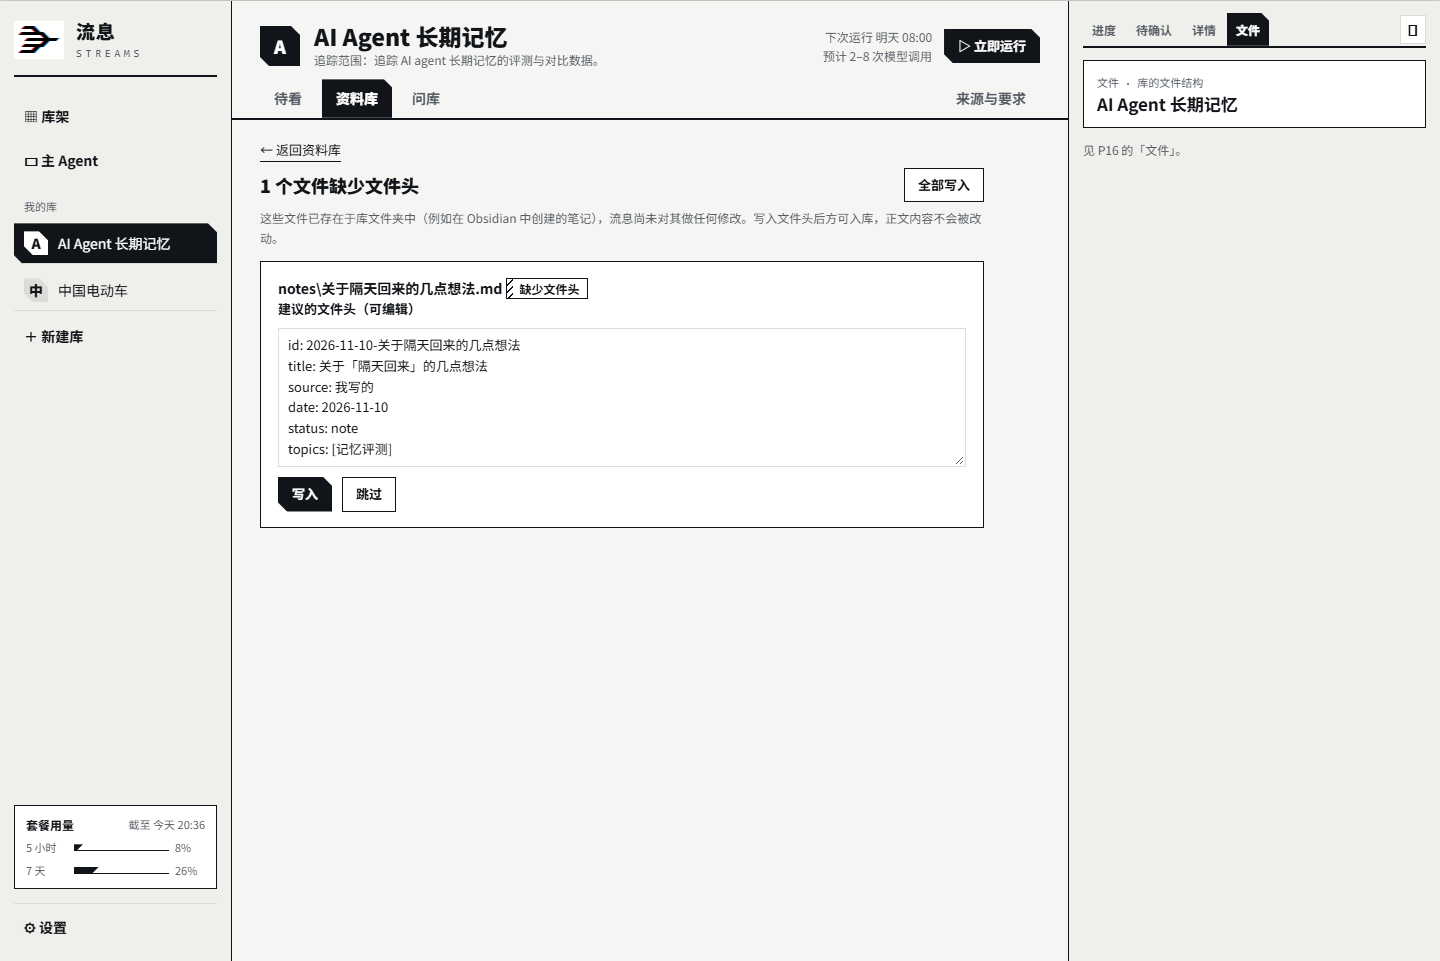 流息
STREAMS
库架
主 Agent
我的库
A AI Agent 长期记忆
中 中国电动车
+ 新建库
套餐用量 截至 今天 20:36
5 小时 8%
7 天 26%
设置
A
AI Agent 长期记忆
追踪范围：追踪 AI agent 长期记忆的评测与对比数据。
下次运行 明天 08:00
预计 2–8 次模型调用
▷ 立即运行
待看 资料库 问库 来源与要求
← 返回资料库
1 个文件缺少文件头
全部写入
这些文件已存在于库文件夹中（例如在 Obsidian 中创建的笔记），流息尚未对其做任何修改。写入文件头后方可入库，正文内容不会被改
动。
notes\关于隔天回来的几点想法.md 缺少文件头
建议的文件头（可编辑）
id: 2026-11-10-关于隔天回来的几点想法
title: 关于「隔天回来」的几点想法
source: 我写的
date: 2026-11-10
status: note
topics: [记忆评测]
写入 跳过
进度 待确认 详情 文件
文件 · 库的文件结构
AI Agent 长期记忆
见 P16 的「文件」。